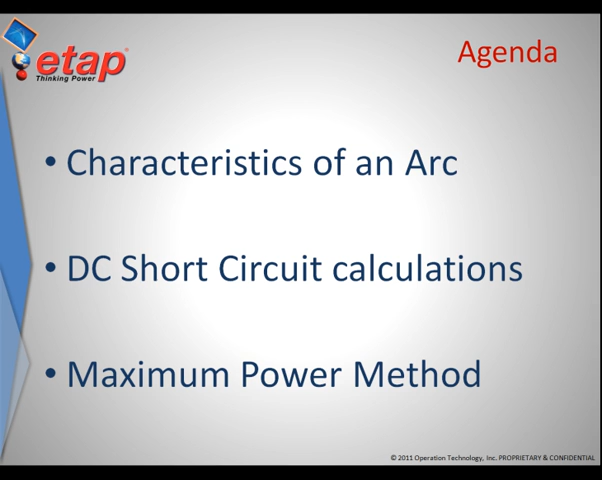 etap®
Thinking Power
Agenda
• Characteristics of an Arc
• DC Short Circuit calculations
• Maximum Power Method
© 2011 Operation Technology, Inc. PROPRIETARY & CONFIDENTIAL